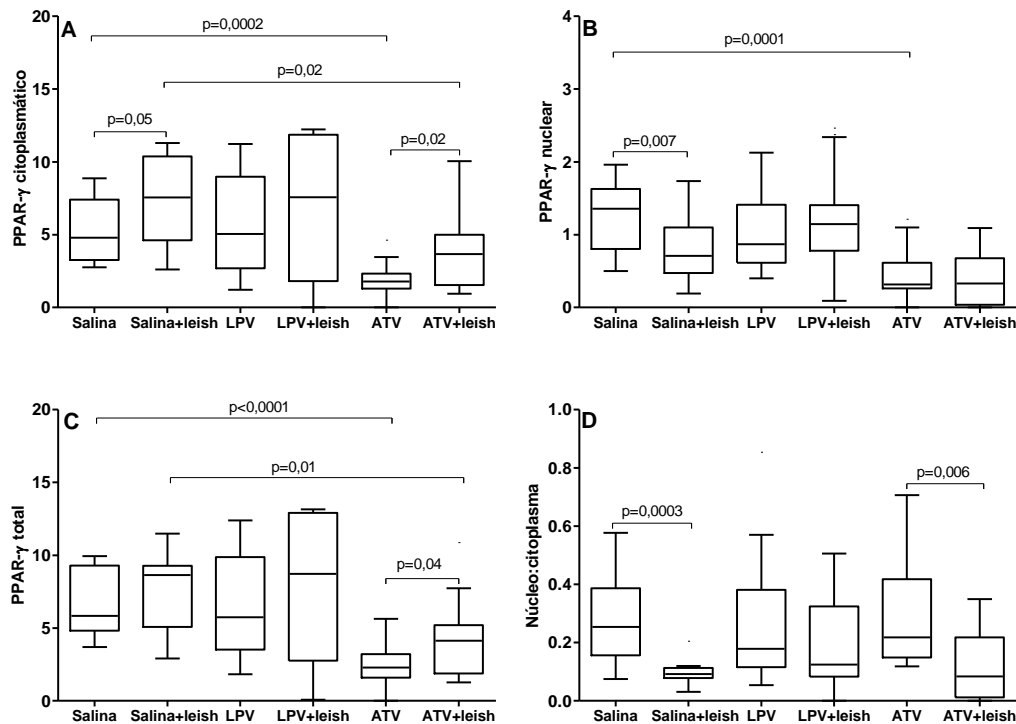 A
PPAR-γ citoplasmático
20
15
10
5
0
p=0,0002
p=0,02
p=0,05
p=0,02
Salina Salina+leish LPV LPV+leish ATV ATV+leish
B
PPAR-γ nuclear
4
3
2
1
0
p=0,0001
p=0,007
Salina Salina+leish LPV LPV+leish ATV ATV+leish
C
PPAR-γ total
20
15
10
5
0
p<0,0001
p=0,01
p=0,04
Salina Salina+leish LPV LPV+leish ATV ATV+leish
D
Núcleo:citoplasma
1.0
0.8
0.6
0.4
0.2
0.0
p=0,006
p=0,0003
Salina Salina+leish LPV LPV+leish ATV ATV+leish